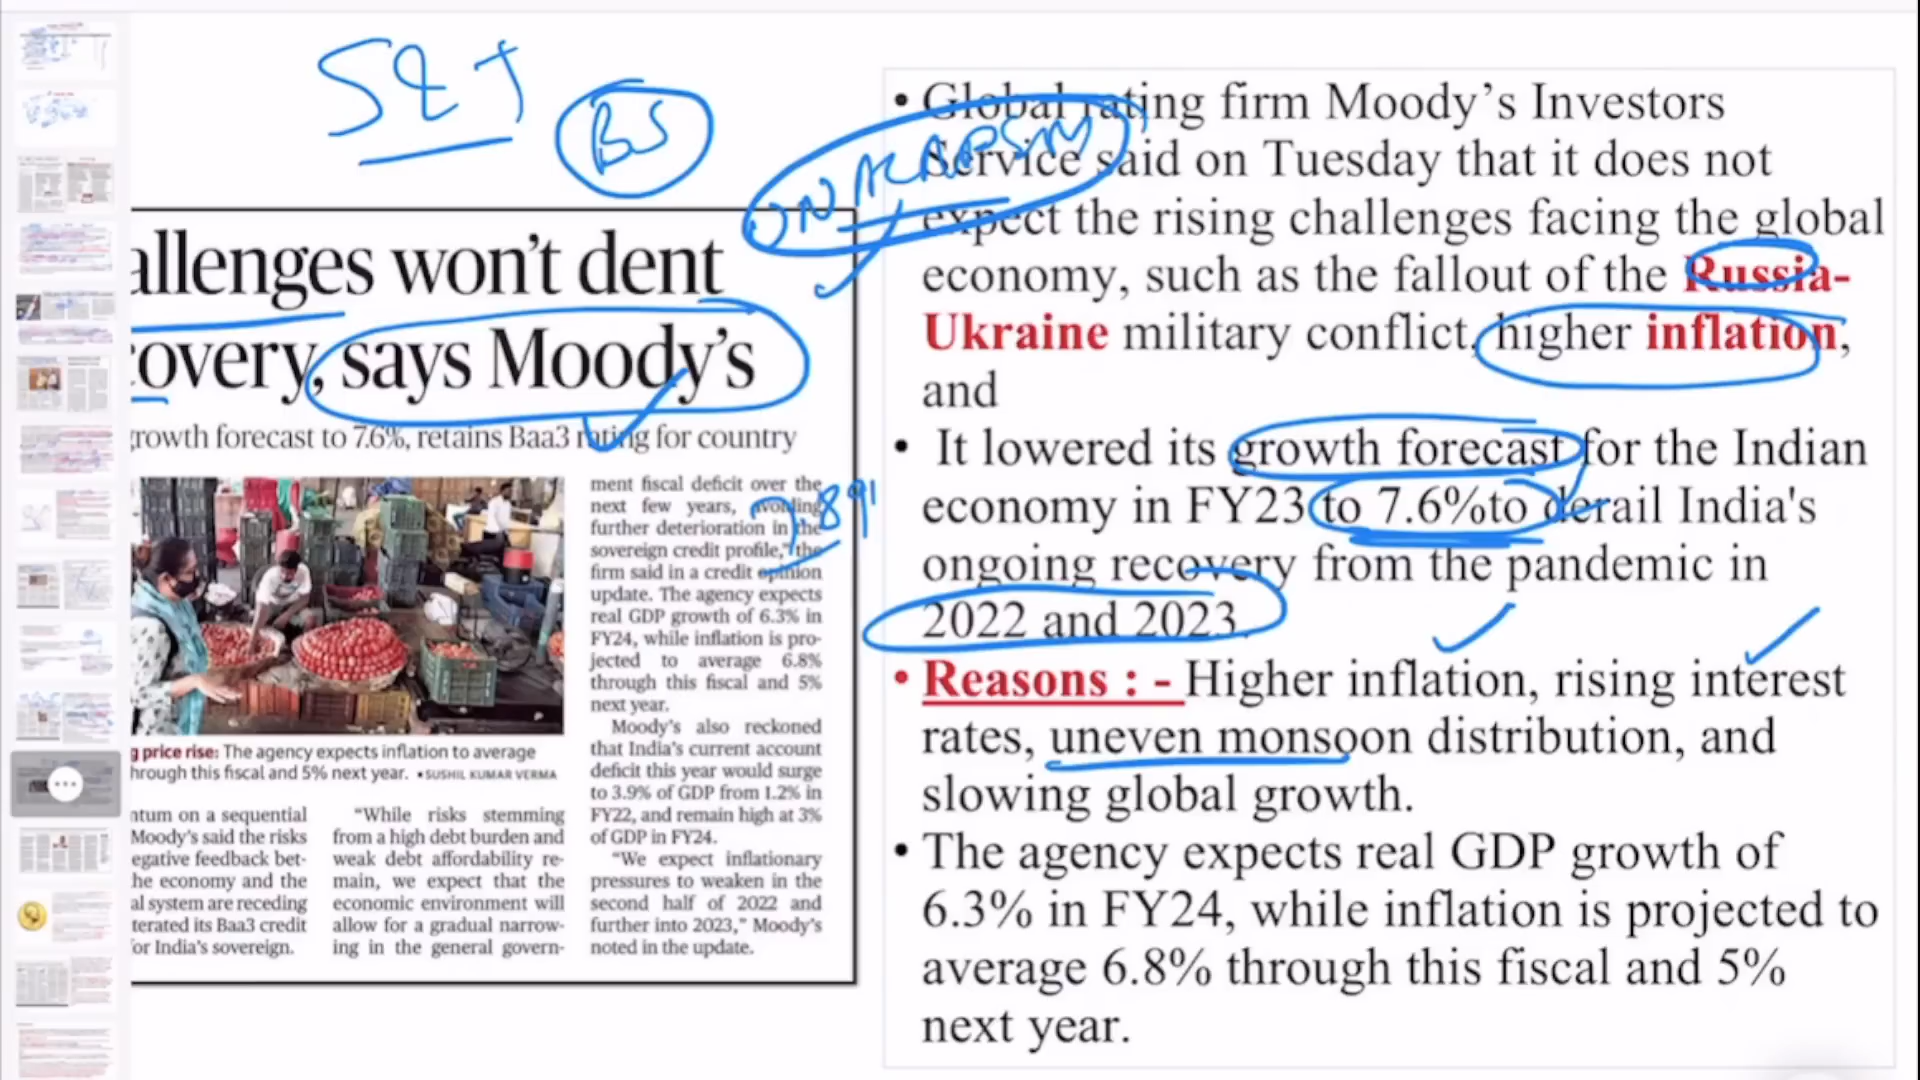 S&T
BS
allenges won't dent
covery, says Moody's
growth forecast to 7.6%, retains Baa3 rating for country
g price rise: The agency expects inflation to average
hrough this fiscal and 5% next year. • SUSHIL KUMAR VERMA
ntum on a sequential
Moody's said the risks
egative feedback bet-
he economy and the
al system are receding
terated its Baa3 credit
for India's sovereign.
"While risks stemming
from a high debt burden and
weak debt affordability re-
main, we expect that the
economic environment will
allow for a gradual narrow-
ing in the general govern-
ment fiscal deficit over the
next few years, avoiding
further deterioration in the
sovereign credit profile," the
firm said in a credit opinion
update. The agency expects
real GDP growth of 6.3% in
FY24, while inflation is pro-
jected to average 6.8%
through this fiscal and 5%
next year.
Moody's also reckoned
that India's current account
deficit this year would surge
to 3.9% of GDP from 1.2% in
FY22, and remain high at 3%
of GDP in FY24.
"We expect inflationary
pressures to weaken in the
second half of 2022 and
further into 2023," Moody's
noted in the update.
• Global rating firm Moody's Investors
Service said on Tuesday that it does not
expect the rising challenges facing the global
economy, such as the fallout of the Russia-
Ukraine military conflict, higher inflation,
and
• It lowered its growth forecast for the Indian
economy in FY23 to 7.6%to derail India's
ongoing recovery from the pandemic in
2022 and 2023.
• Reasons : - Higher inflation, rising interest
rates, uneven monsoon distribution, and
slowing global growth.
• The agency expects real GDP growth of
6.3% in FY24, while inflation is projected to
average 6.8% through this fiscal and 5%
next year.